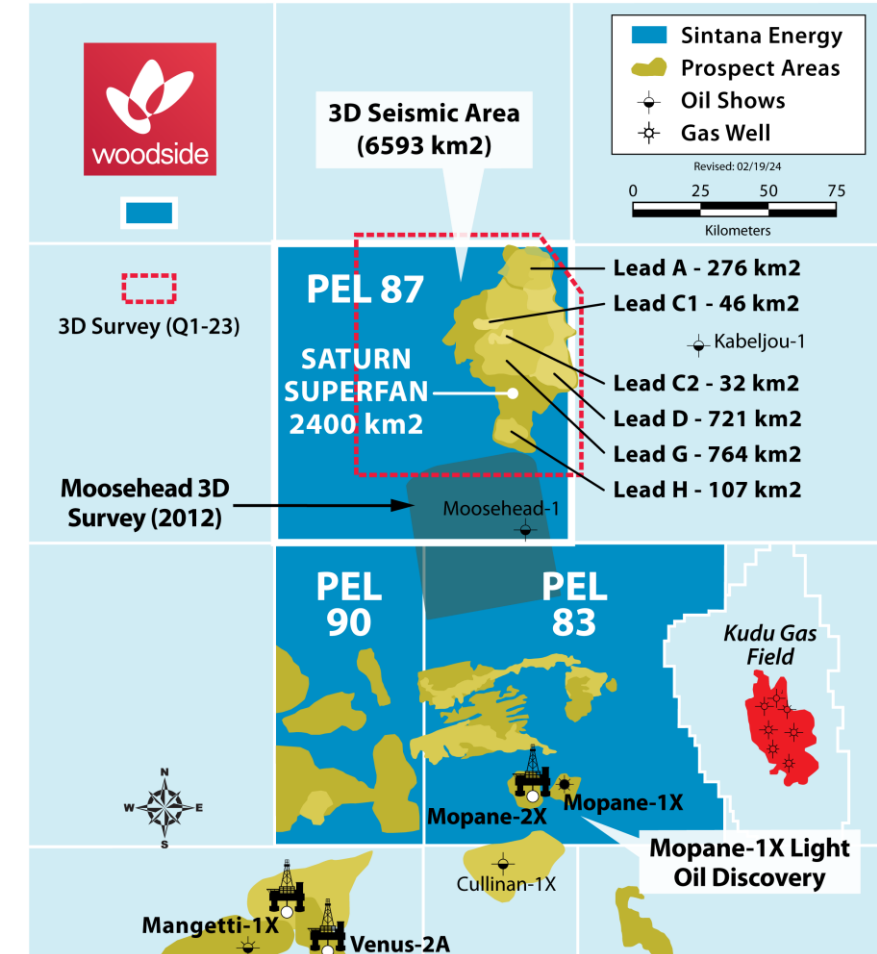 woodside
3D Survey (Q1-23)
3D Seismic Area
(6593 km2)
Sintana Energy
Prospect Areas
Oil Shows
Gas Well
Revised: 02/19/24
0 25 50 75
Kilometers
PEL 87
SATURN
SUPERFAN
2400 km2
Lead A - 276 km2
Lead C1 - 46 km2
Kabeljou-1
Lead C2 - 32 km2
Lead D - 721 km2
Lead G - 764 km2
Lead H - 107 km2
Moosehead 3D
Survey (2012)
Moosehead-1
PEL
90
PEL
83
Kudu Gas
Field
N
W E
S
Mopane-2X
Mopane-1X
Mopane-1X Light
Oil Discovery
Cullinan-1X
Mangetti-1X
Venus-2A